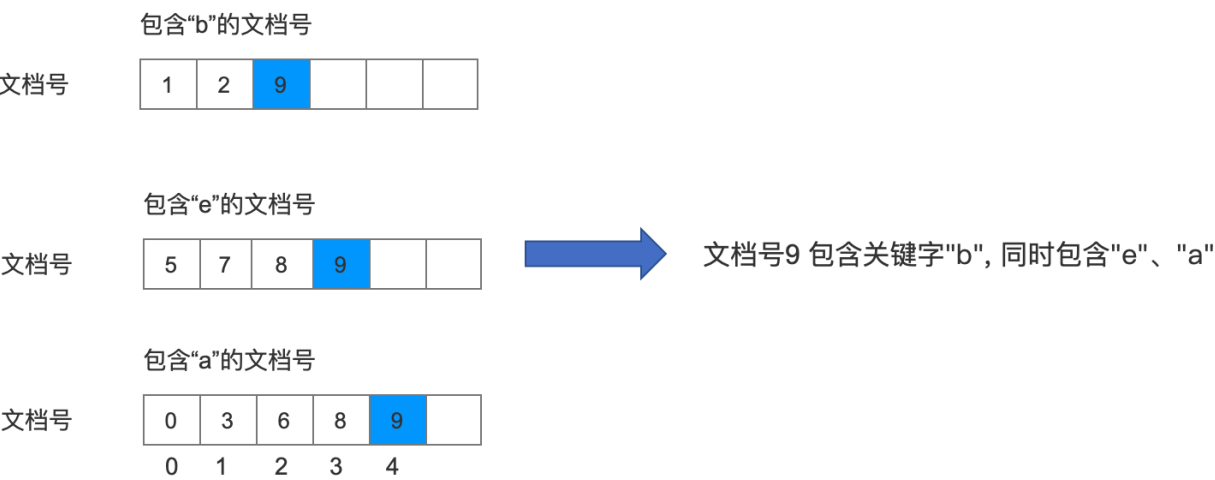 包含“b”的文档号
文档号 1 2 9
包含“e”的文档号
文档号 5 7 8 9
文档号9 包含关键字"b", 同时包含"e"、"a"
包含“a”的文档号
文档号 0 3 6 8 9
0 1 2 3 4